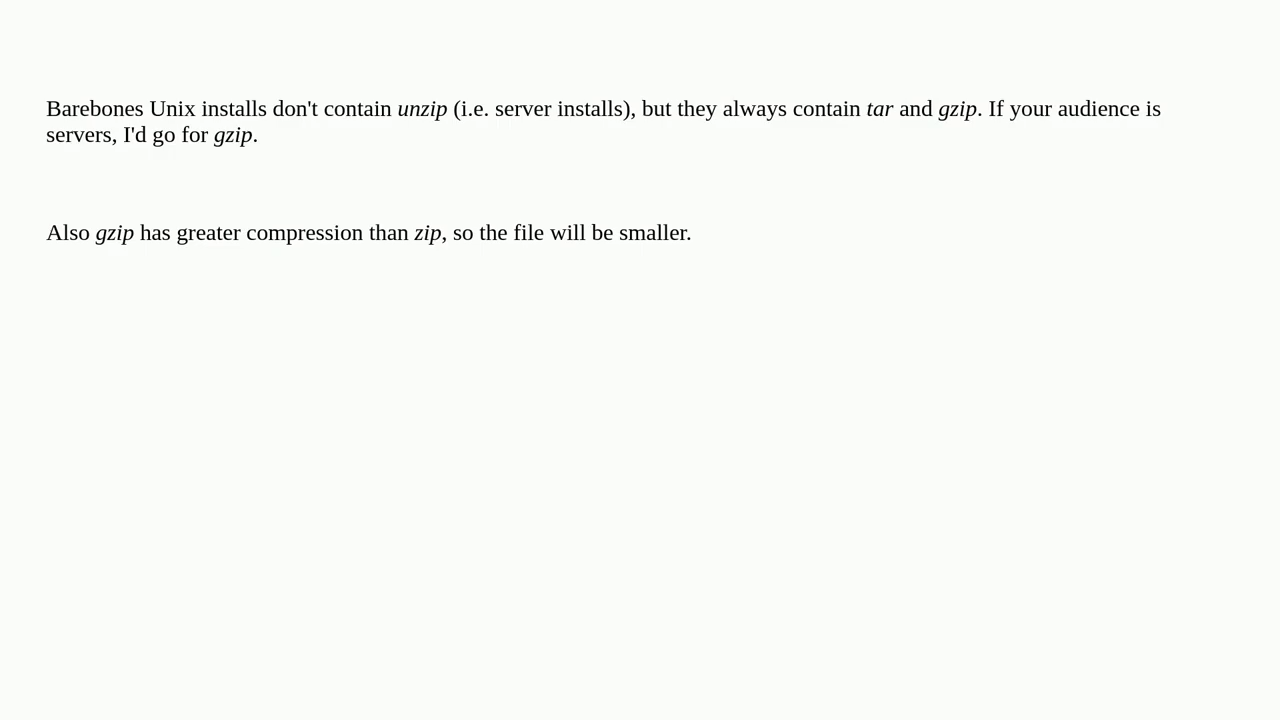 Barebones Unix installs don't contain unzip (i.e. server installs), but they always contain tar and gzip. If your audience is
servers, I'd go for gzip.
Also gzip has greater compression than zip, so the file will be smaller.